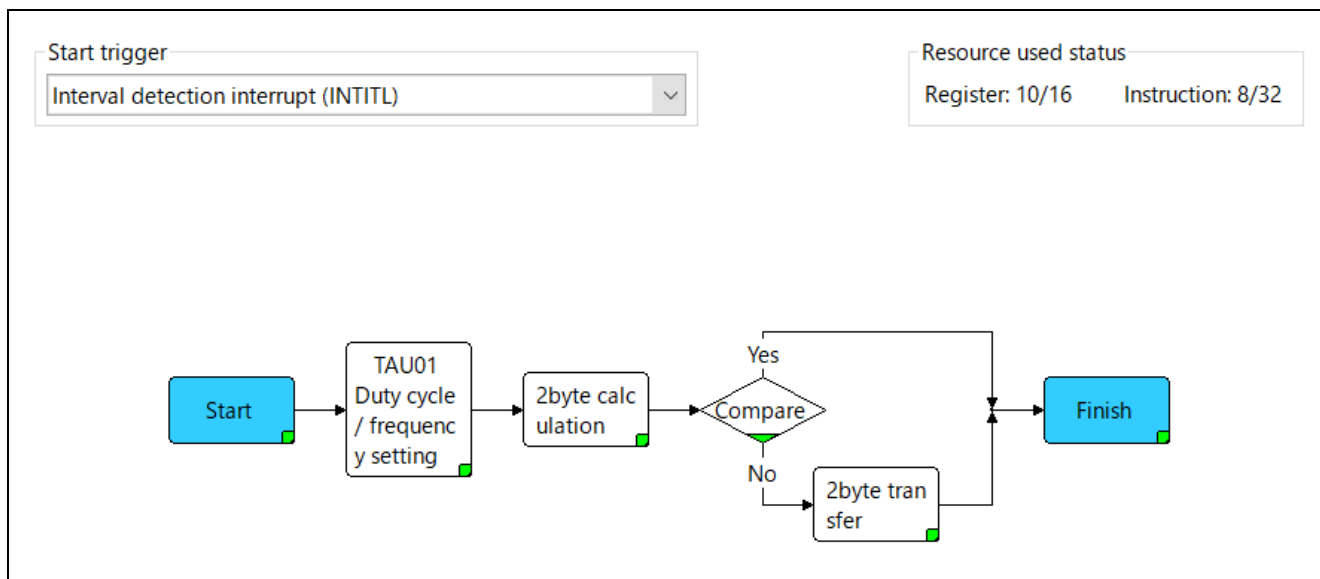 Start trigger
Resource used status
Interval detection interrupt (INTITL)
Register: 10/16
Instruction: 8/32
Start
TAU01
Duty cycle
/ frequenc
y setting
2byte calc
ulation
Yes
Compare
No
2byte tran
sfer
Finish